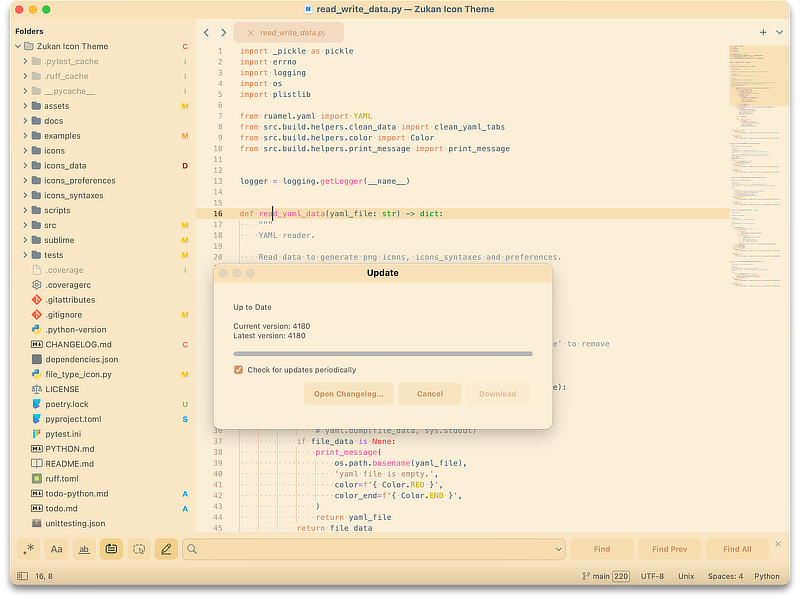 read_write_data.py — Zukan Icon Theme
Folders
Zukan Icon Theme C
.pytest_cache i
.ruff_cache i
__pycache__ i
assets M
docs
examples M
icons
icons_data D
icons_preferences
icons_syntaxes
scripts
src M
sublime M
tests M
.coverage i
.coveragerc
.gitattributes
.gitignore M
.python-version
CHANGELOG.md C
dependencies.json
file_type_icon.py M
LICENSE
poetry.lock U
pyproject.toml S
pytest.ini
PYTHON.md
README.md
ruff.toml
todo-python.md A
todo.md A
unittesting.json
read_write_data.py
1 import _pickle as pickle
2 import errno
3 import logging
4 import os
5 import plistlib
6
7 from ruamel.yaml import YAML
8 from src.build.helpers.clean_data import clean_yaml_tabs
9 from src.build.helpers.color import Color
10 from src.build.helpers.print_message import print_message
11
12
13 logger = logging.getLogger(__name__)
14
15
16 def read_yaml_data(yaml_file: str) -> dict:
17 """
18 YAML reader.
19
20 Read data to generate png icons, icons_syntaxes and preferences.
' to remove
):
36 # yaml.dump(file_data, sys.stdout)
37 if file_data is None:
38 print_message(
39 os.path.basename(yaml_file),
40 'yaml file is empty.',
41 color=f'{ Color.RED }',
42 color_end=f'{ Color.END }',
43 )
44 return yaml_file
45 return file_data
Update
Up to Date
Current version: 4180
Latest version: 4180
Check for updates periodically
Open Changelog...
Cancel
Download
.*
Aa
ab
Find
Find Prev
Find All
16, 8
main 220
UTF-8
Unix
Spaces: 4
Python